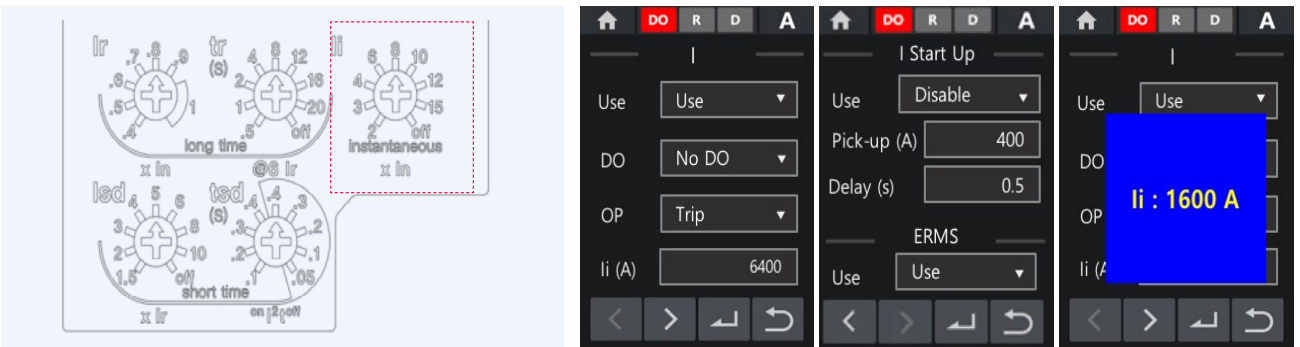 Ir
.4 .5 .6 .7 .8 .9 1
tr
(s)
.5 1 2 4 8 12 16 20 off
long time
x In
@6 Ir
Ii
2 3 4 6 8 10 12 15 off
instantaneous
x In
Isd
1.5 2 3 4 5 6 8 10 off
tsd
(s)
.1 .2 .3 .4 .4 .3 .2 .1 .05
short time
x Ir
on I²t off
DO R D A
I
Use Use
DO No DO
OP Trip
Ii (A) 6400
DO R D A
I Start Up
Use Disable
Pick-up (A) 400
Delay (s) 0.5
ERMS
Use Use
DO R D A
I
Use Use
DO
OP
Ii : 1600 A
Ii (A